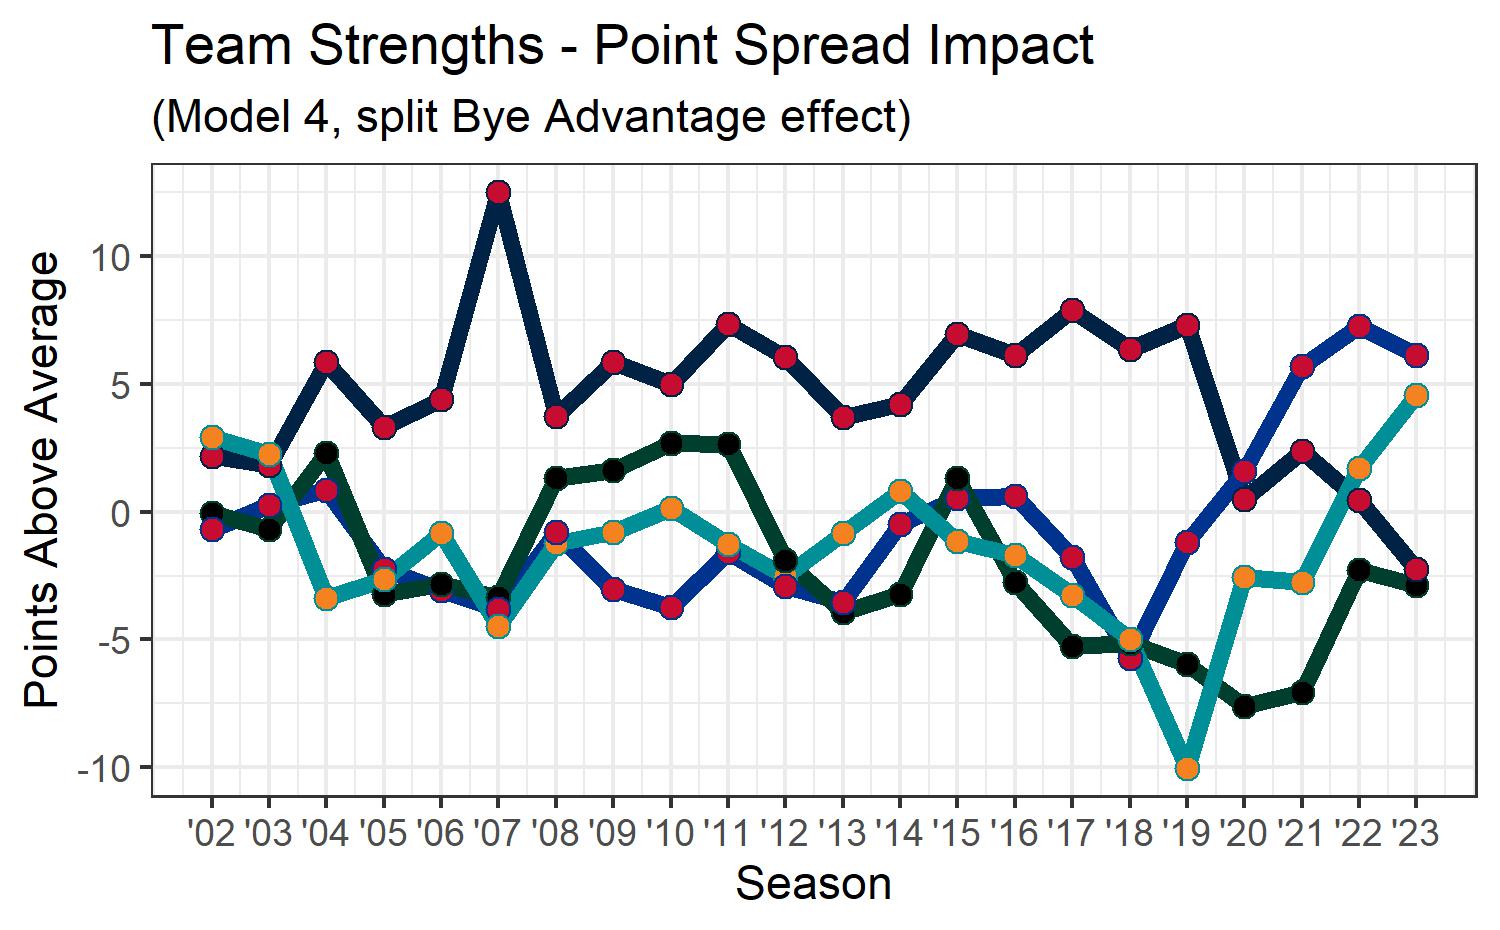 Team Strengths - Point Spread Impact
(Model 4, split Bye Advantage effect)
Points Above Average
10
5
0
-5
-10
'02 '03 '04 '05 '06 '07 '08 '09 '10 '11 '12 '13 '14 '15 '16 '17 '18 '19 '20 '21 '22 '23
Season